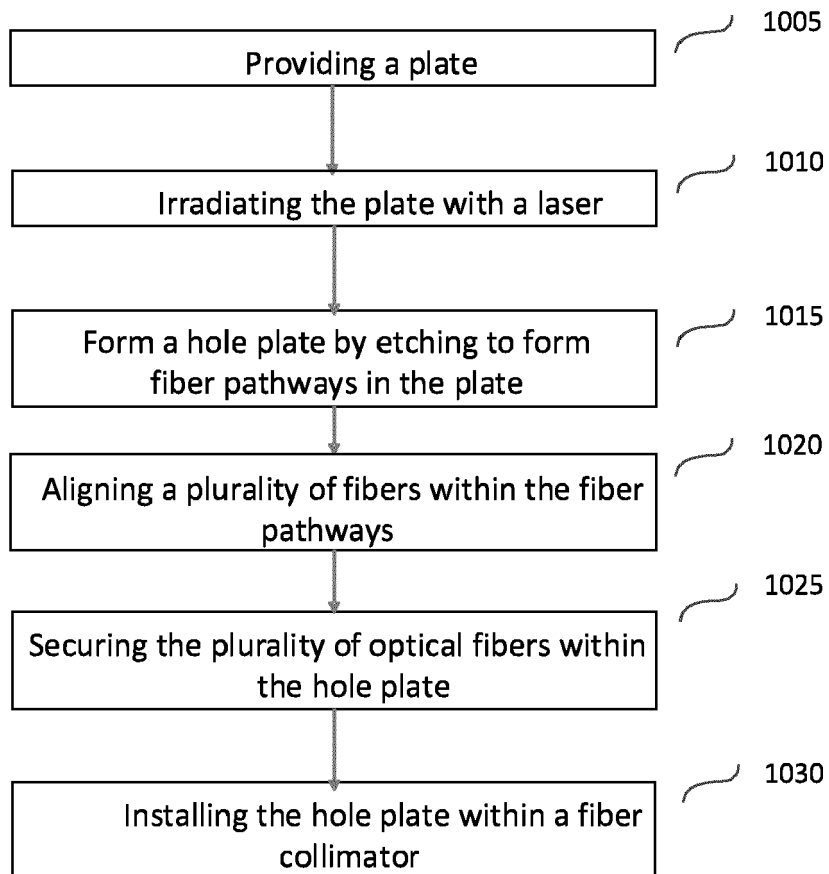 1005
Providing a plate
1010
Irradiating the plate with a laser
1015
Form a hole plate by etching to form
fiber pathways in the plate
1020
Aligning a plurality of fibers within the fiber
pathways
1025
Securing the plurality of optical fibers within
the hole plate
1030
Installing the hole plate within a fiber
collimator